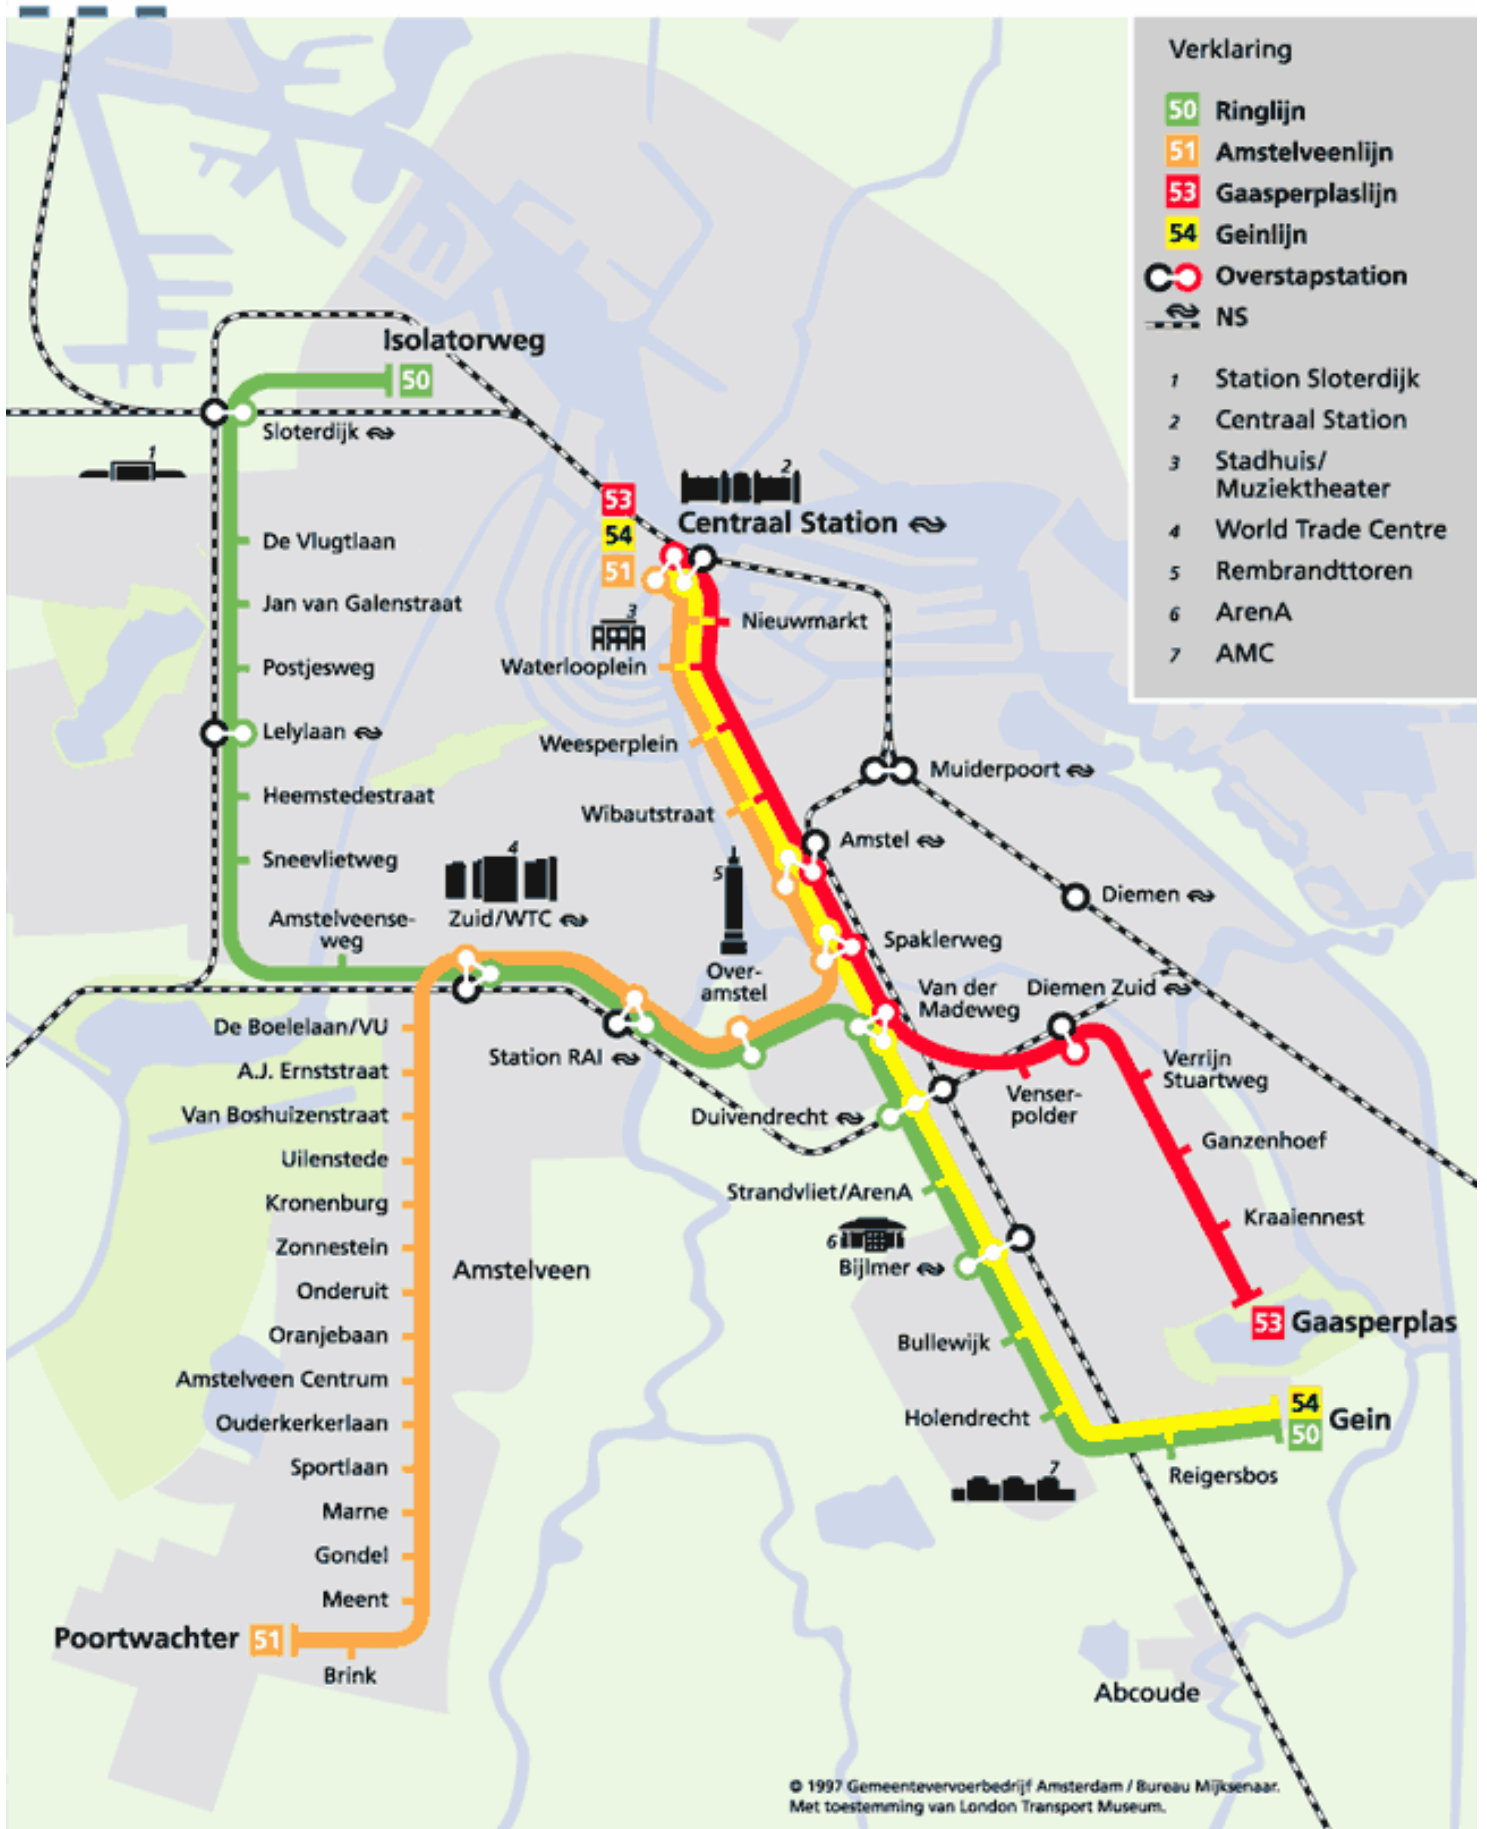 Verklaring
50 Ringlijn
51 Amstelveenlijn
53 Gaasperplaslijn
54 Geinlijn
Overstapstation
NS
1 Station Sloterdijk
2 Centraal Station
3 Stadhuis/
Muziektheater
4 World Trade Centre
5 Rembrandttoren
6 ArenA
7 AMC
Isolatorweg
50
Sloterdijk
1
De Vlugtlaan
Jan van Galenstraat
Postjesweg
Lelylaan
Heemstedestraat
Sneevlietweg
Amstelveense-
weg
4
Zuid/WTC
53
54
51
2
Centraal Station
3
Nieuwmarkt
Waterlooplein
Weesperplein
Wibautstraat
Muiderpoort
Amstel
Diemen
5
Spaklerweg
Over-
amstel
Van der
Madeweg
Diemen Zuid
Station RAI
Duivendrecht
Venser-
polder
Verrijn
Stuartweg
Ganzenhoef
Kraaiennest
53 Gaasperplas
Strandvliet/ArenA
6
Bijlmer
Bullewijk
Holendrecht
7
54
50
Gein
Reigersbos
De Boelelaan/VU
A.J. Ernststraat
Van Boshuizenstraat
Uilenstede
Kronenburg
Zonnestein
Onderuit
Oranjebaan
Amstelveen Centrum
Ouderkerkerlaan
Sportlaan
Marne
Gondel
Meent
Poortwachter 51
Brink
Amstelveen
Abcoude
© 1997 Gemeentevervoerbedrijf Amsterdam / Bureau Mijksenaar.
Met toestemming van London Transport Museum.